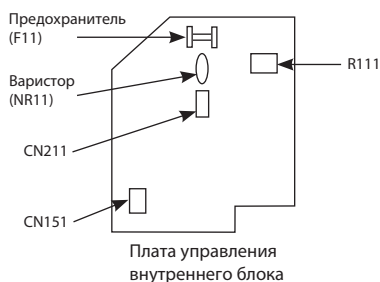 Предохранитель
(F11)
R111
Варистор
(NR11)
CN211
CN151
Плата управления
внутреннего блока